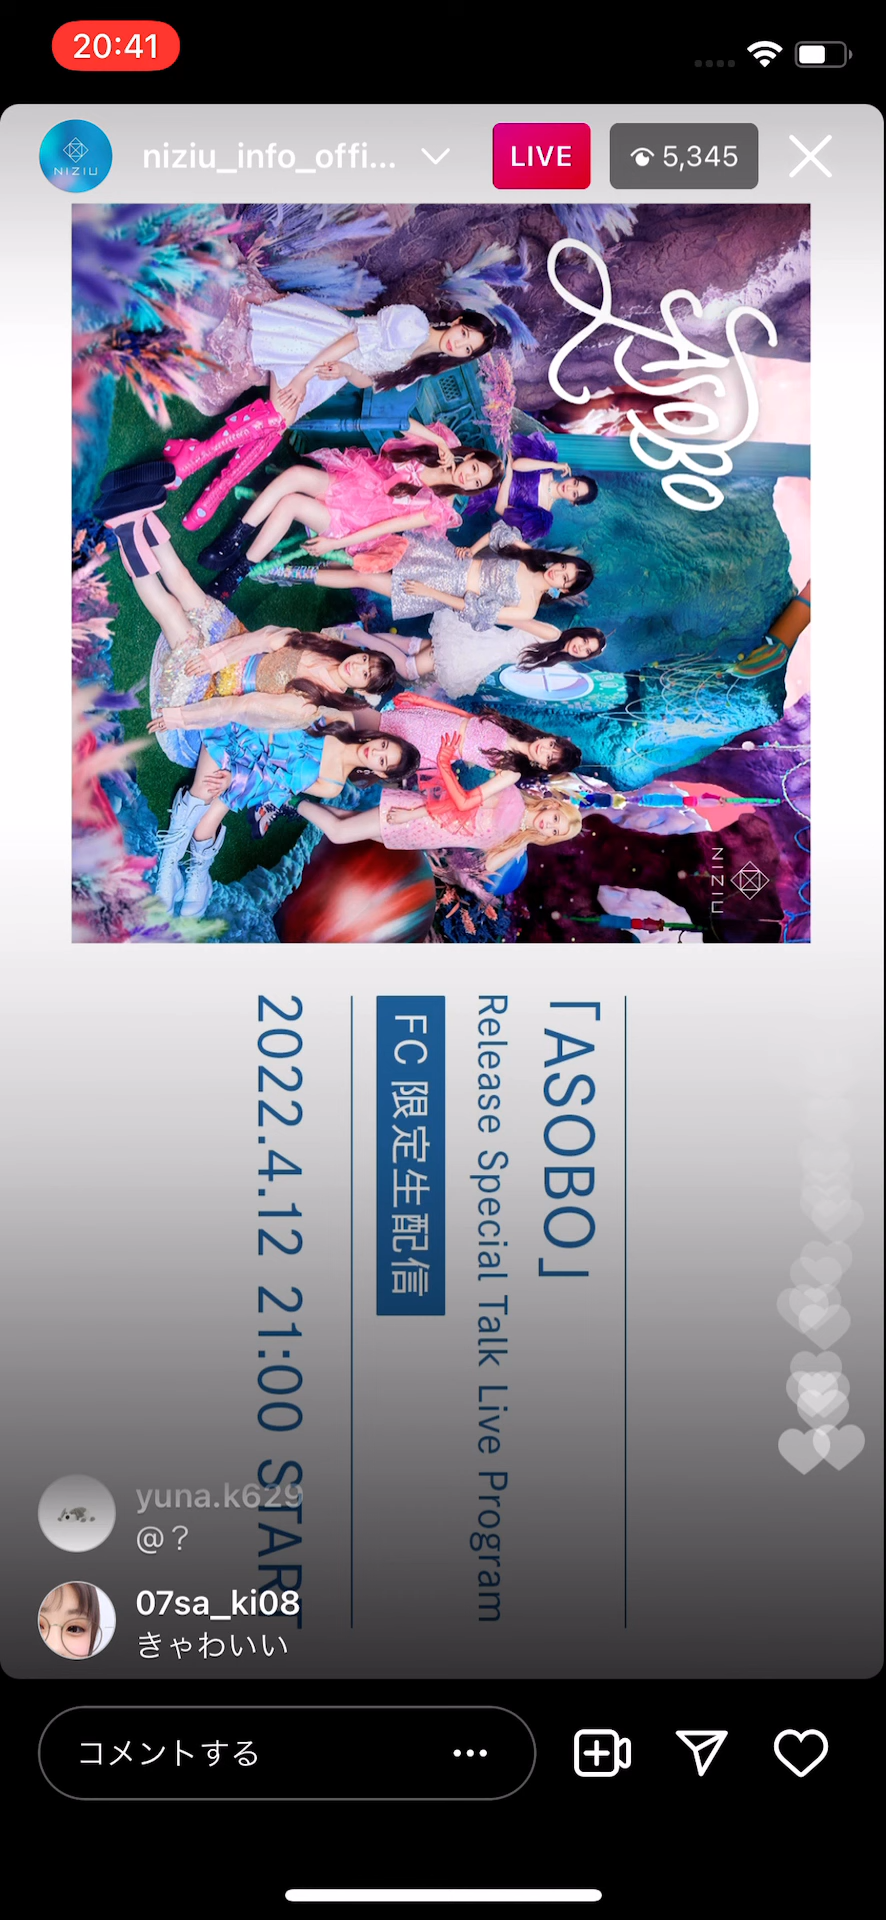 20:41
NIZIU
niziu_info_offi...
LIVE
5,345
ASOBO
NIZIU
「ASOBO」
Release Special Talk Live Program
FC 限定生配信
2022.4.12 21:00 START
yuna.k629
@？
07sa_ki08
きゃわいい
コメントする